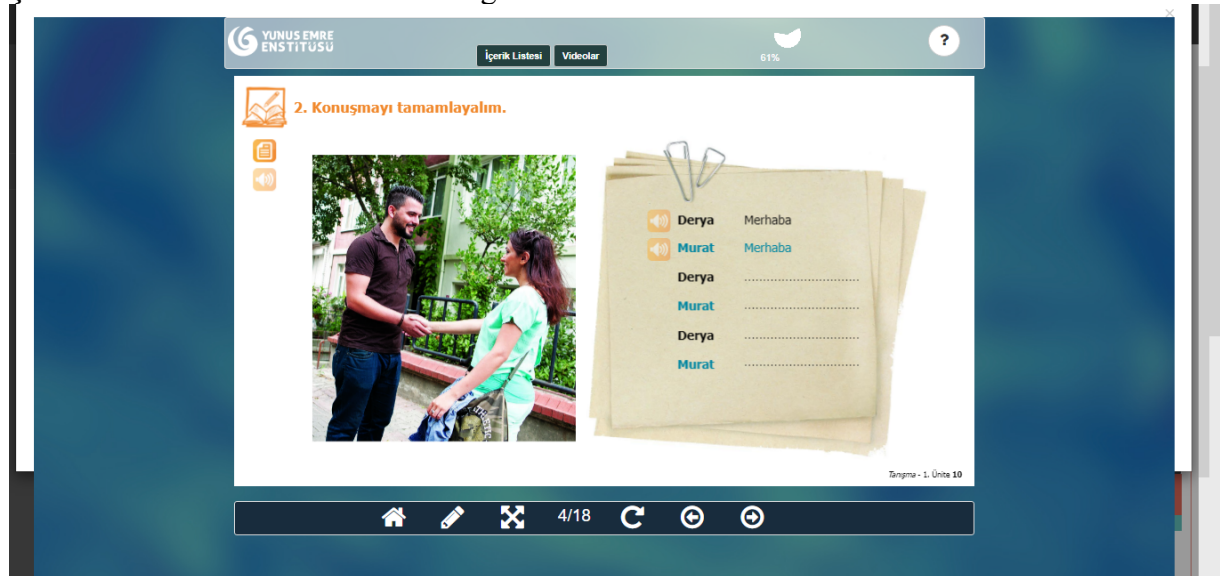 YUNUS EMRE
ENSTİTÜSÜ
İçerik Listesi Videolar
61%
?
2. Konuşmayı tamamlayalım.
Derya Merhaba
Murat Merhaba
Derya ..............................
Murat ..............................
Derya ..............................
Murat ..............................
Tanışma - 1. Ünite 10
4/18